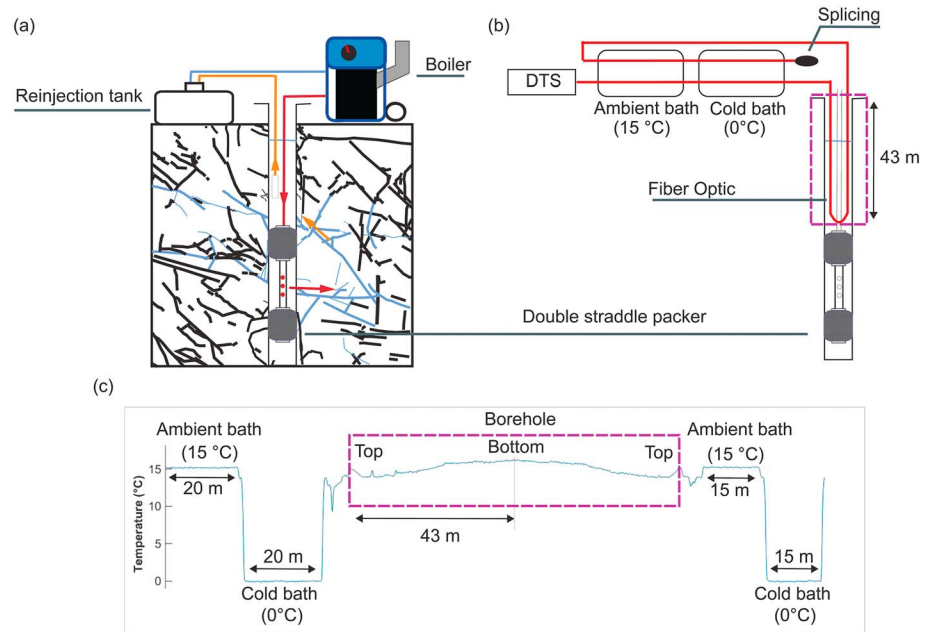 (a)
Reinjection tank
Boiler
(b)
Splicing
DTS
Ambient bath
(15 °C)
Cold bath
(0°C)
43 m
Fiber Optic
Double straddle packer
(c)
Borehole
Ambient bath
(15 °C)
Top
Bottom
Top
Ambient bath
(15 °C)
Temperature (°C)
15
10
5
0
20 m
15 m
43 m
20 m
15 m
Cold bath
(0°C)
Cold bath
(0°C)